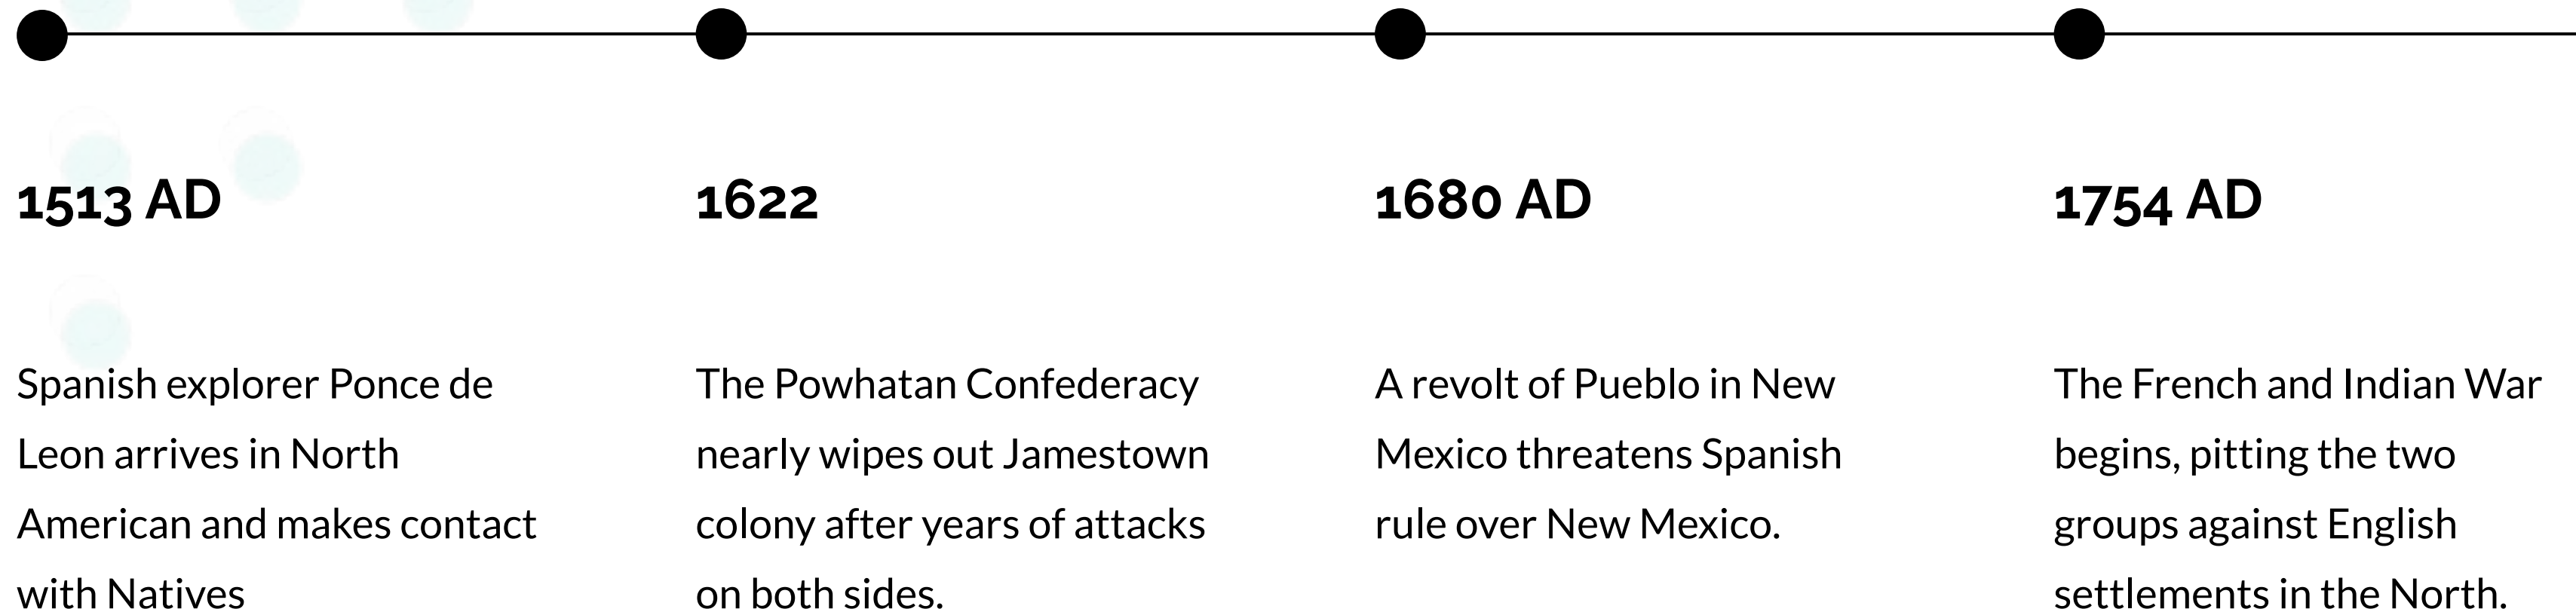 1513 AD
Spanish explorer Ponce de
Leon arrives in North
American and makes contact
with Natives
1622
The Powhatan Confederacy
nearly wipes out Jamestown
colony after years of attacks
on both sides.
1680 AD
A revolt of Pueblo in New
Mexico threatens Spanish
rule over New Mexico.
1754 AD
The French and Indian War
begins, pitting the two
groups against English
settlements in the North.